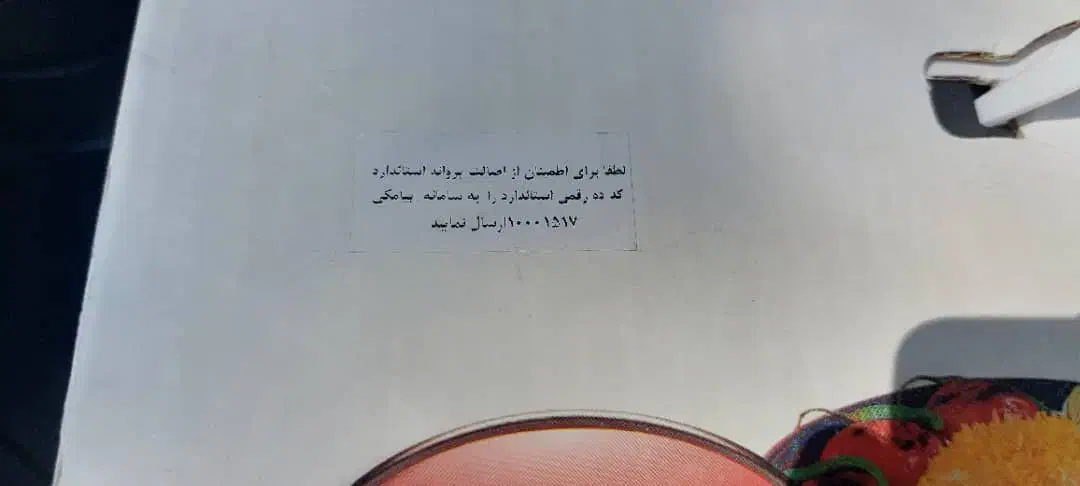 لطفا برای اطمینان از اصالت پروانه استاندارد
کد ده رقمی استاندارد را به سامانه پیامکی
۱۰۰۰۱۵۱۷ارسال نمایید